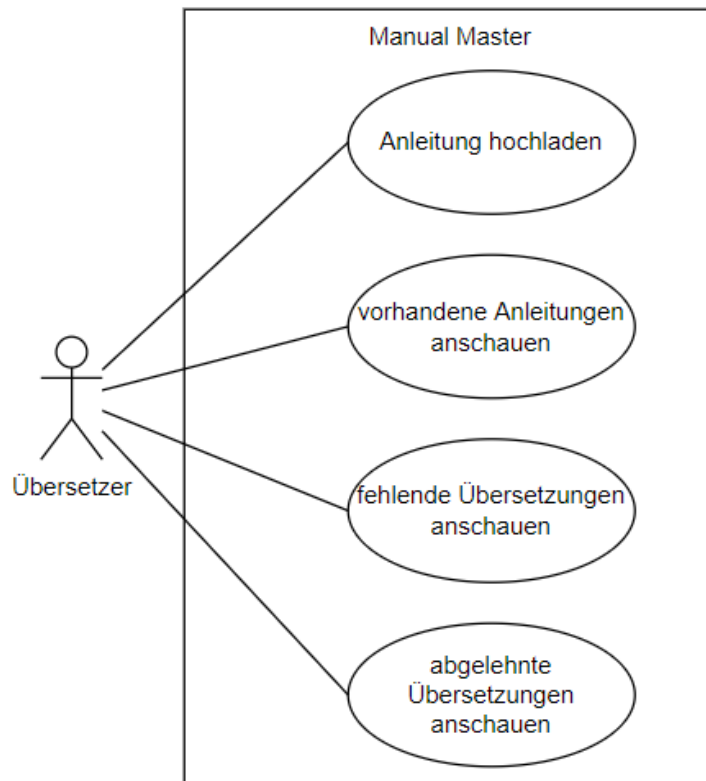 Manual Master
Anleitung hochladen
vorhandene Anleitungen
anschauen
Übersetzer
fehlende Übersetzungen
anschauen
abgelehnte
Übersetzungen
anschauen